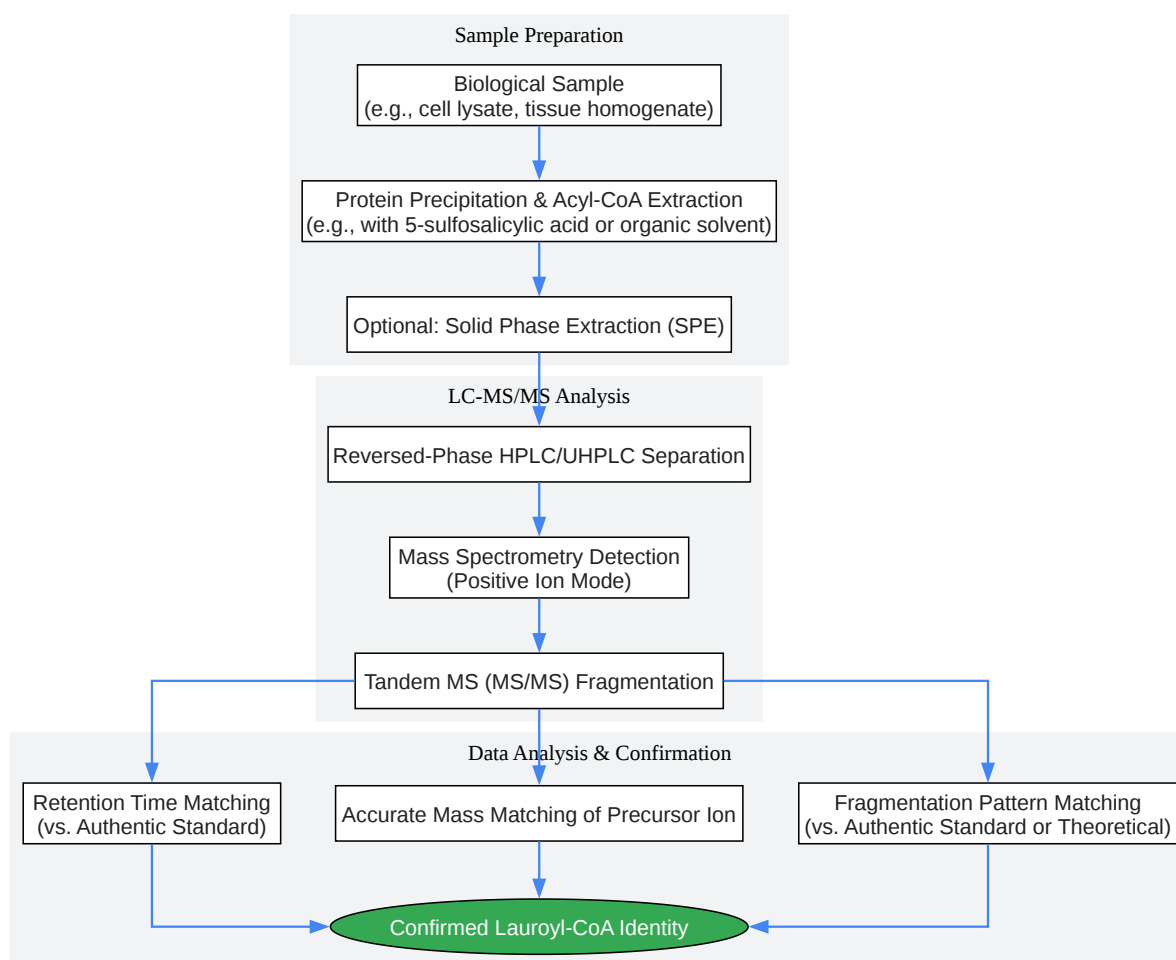 Sample Preparation
Biological Sample
(e.g., cell lysate, tissue homogenate)
Protein Precipitation & Acyl-CoA Extraction
(e.g., with 5-sulfosalicylic acid or organic solvent)
Optional: Solid Phase Extraction (SPE)
LC-MS/MS Analysis
Reversed-Phase HPLC/UHPLC Separation
Mass Spectrometry Detection
(Positive Ion Mode)
Tandem MS (MS/MS) Fragmentation
Data Analysis & Confirmation
Retention Time Matching
(vs. Authentic Standard)
Accurate Mass Matching of Precursor Ion
Fragmentation Pattern Matching
(vs. Authentic Standard or Theoretical)
Confirmed Lauroyl-CoA Identity